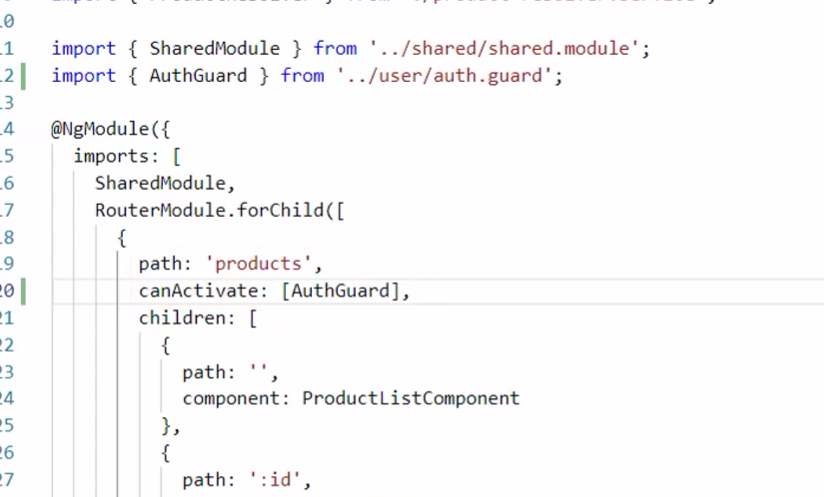 10
11 import { SharedModule } from '../shared/shared.module';
12 import { AuthGuard } from '../user/auth.guard';
13
14 @NgModule({
15 imports: [
16 SharedModule,
17 RouterModule.forChild([
18 {
19 path: 'products',
20 canActivate: [AuthGuard],
21 children: [
22 {
23 path: '',
24 component: ProductListComponent
25 },
26 {
27 path: ':id',